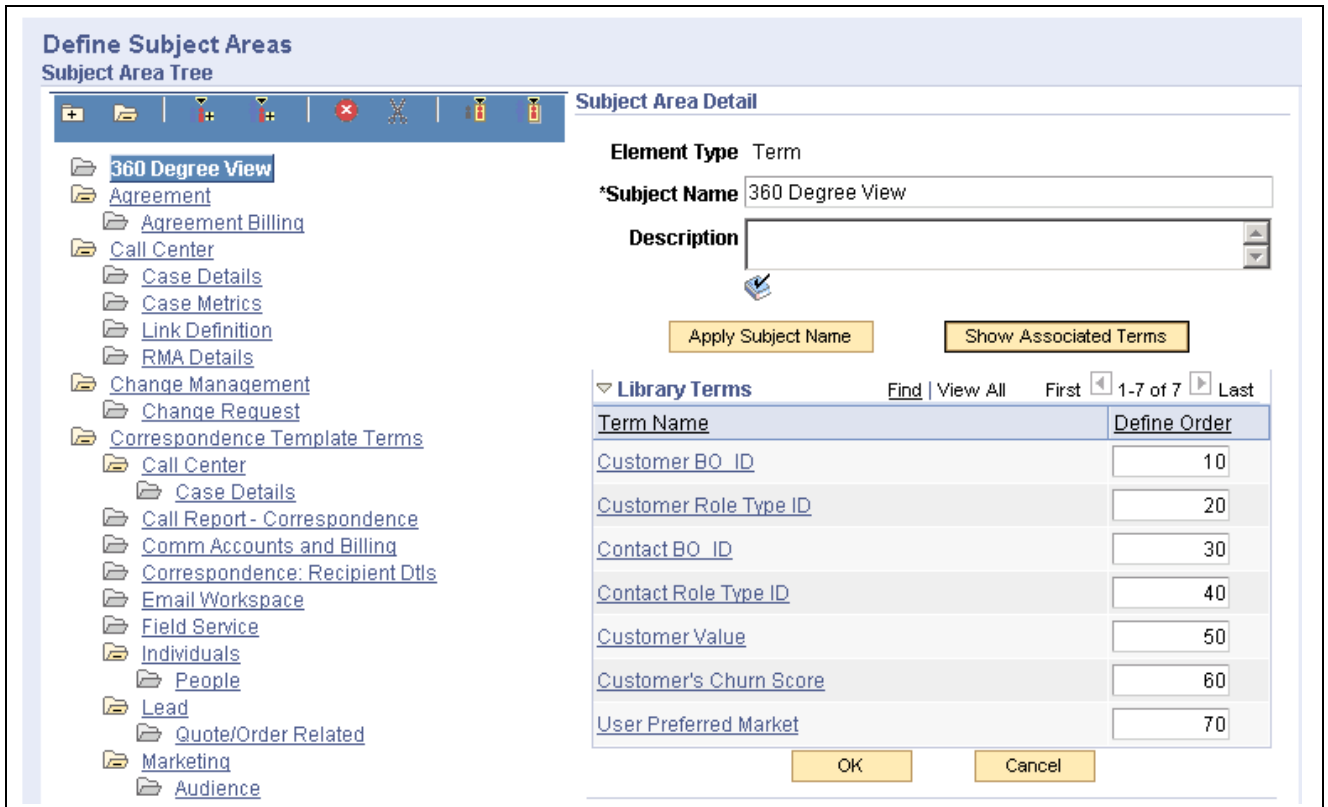 Define Subject Areas
Subject Area Tree
360 Degree View
Agreement
Agreement Billing
Call Center
Case Details
Case Metrics
Link Definition
RMA Details
Change Management
Change Request
Correspondence Template Terms
Call Center
Case Details
Call Report - Correspondence
Comm Accounts and Billing
Correspondence: Recipient Dtls
Email Workspace
Field Service
Individuals
People
Lead
Quote/Order Related
Marketing
Audience
Subject Area Detail
Element Type Term
*Subject Name 360 Degree View
Description
Apply Subject Name Show Associated Terms
Library Terms Find | View All First 1-7 of 7 Last
Term Name Define Order
Customer BO_ID 10
Customer Role Type ID 20
Contact BO_ID 30
Contact Role Type ID 40
Customer Value 50
Customer's Churn Score 60
User Preferred Market 70
OK Cancel